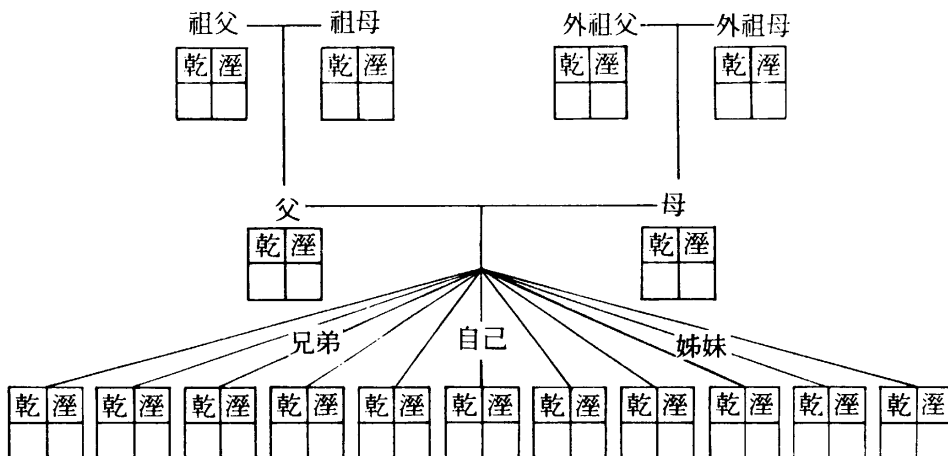 祖父 祖母 外祖父 外祖母
乾 溼 乾 溼 乾 溼 乾 溼
父 母
乾 溼 乾 溼
兄弟 自己 姊妹
乾 溼 乾 溼 乾 溼 乾 溼 乾 溼 乾 溼 乾 溼 乾 溼 乾 溼 乾 溼 乾 溼